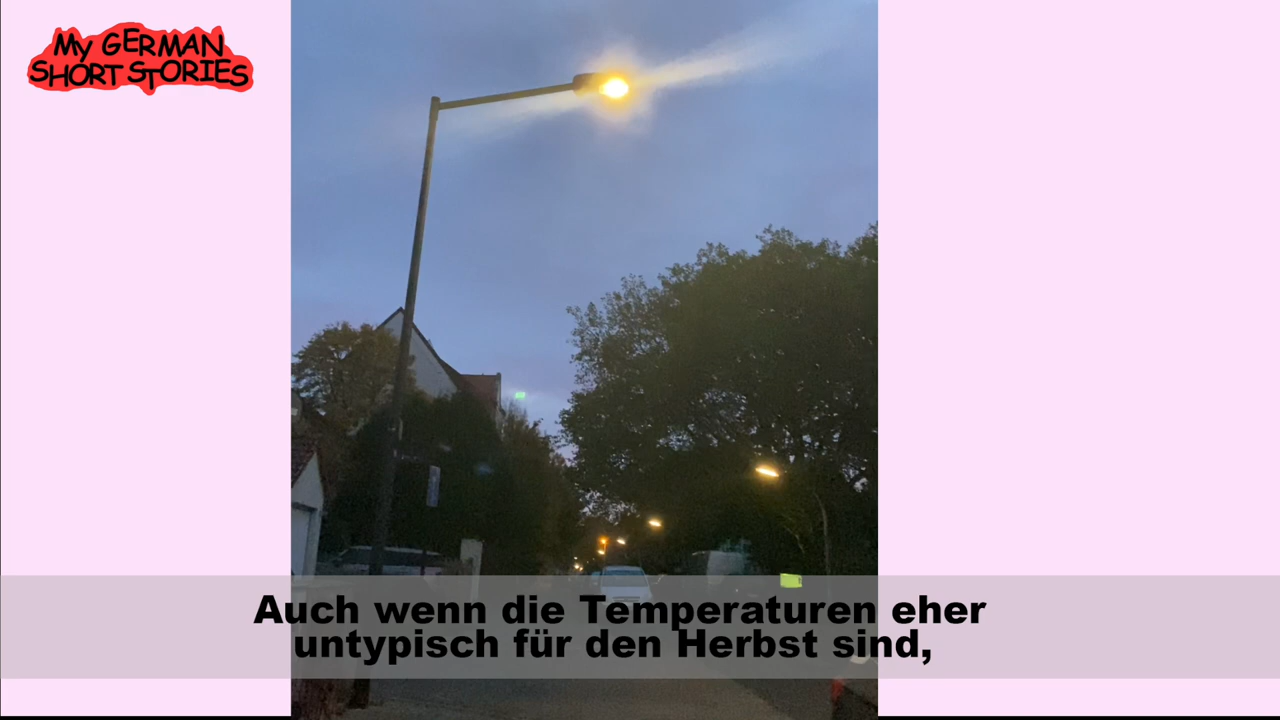 My GERMAN
SHORT STORIES
Auch wenn die Temperaturen eher
untypisch für den Herbst sind,